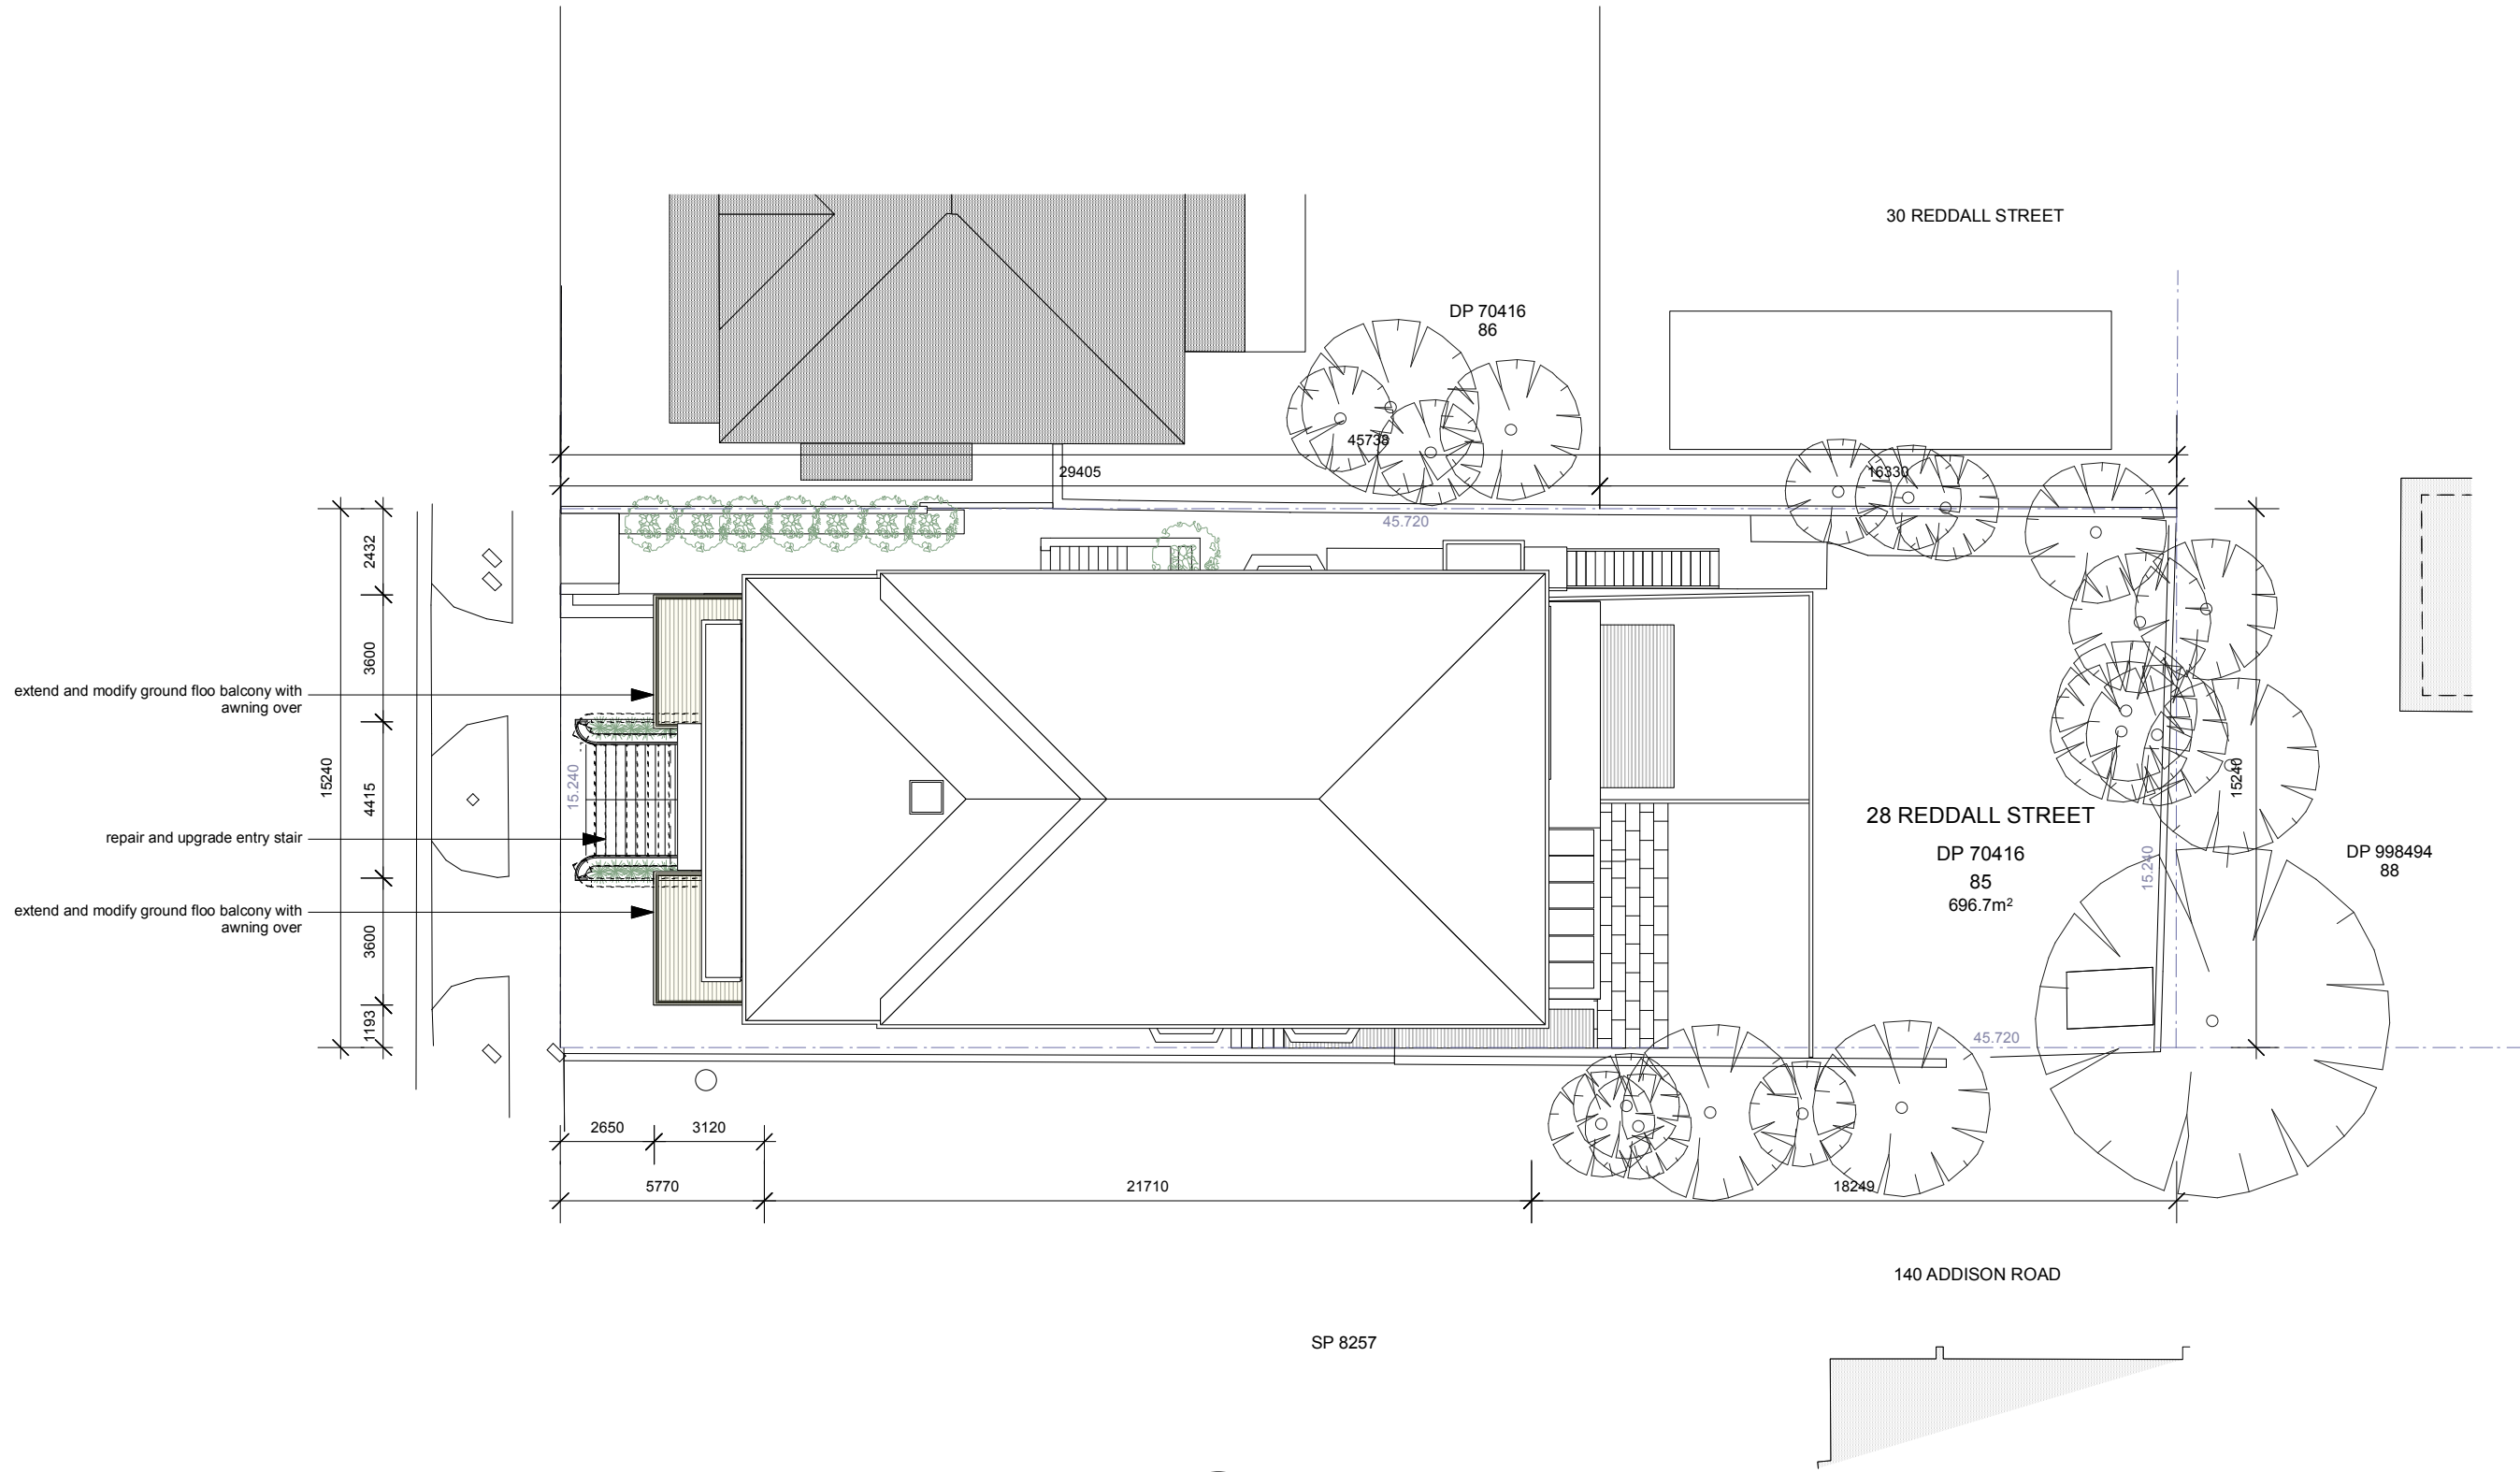 30 REDDALL STREET
DP 70416
86
45738
29405
16330
45.720
2432
3600
extend and modify ground floo balcony with
awning over
15240
4415
15.240
repair and upgrade entry stair
extend and modify ground floo balcony with
awning over
3600
1193
28 REDDALL STREET
DP 70416
85
696.7m²
15240
15.240
DP 998494
88
45.720
2650
3120
5770
21710
18249
140 ADDISON ROAD
SP 8257